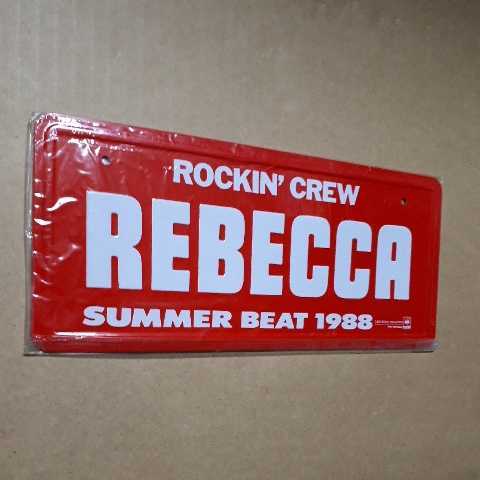 ROCKIN' CREW
REBECCA
SUMMER BEAT 1988